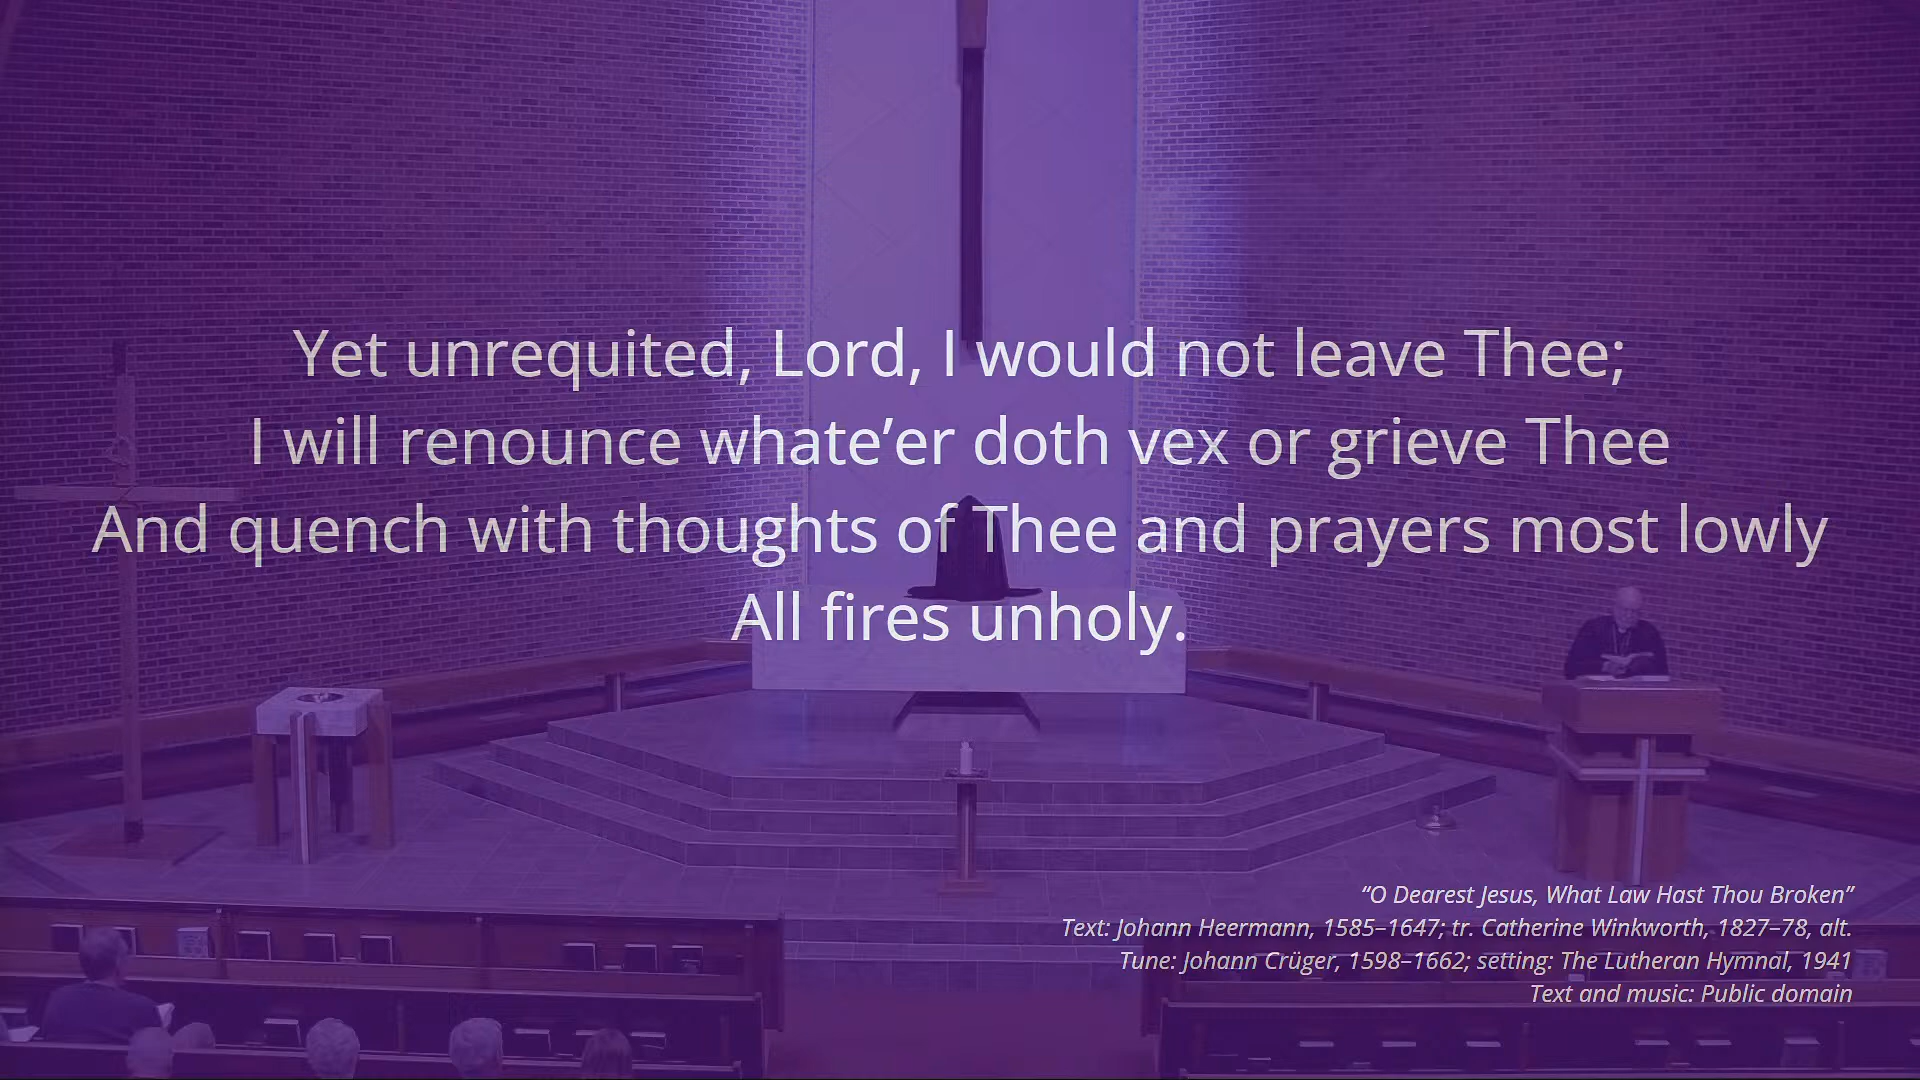 Yet unrequited, Lord, I would not leave Thee;
I will renounce whate’er doth vex or grieve Thee
And quench with thoughts of Thee and prayers most lowly
All fires unholy.
“O Dearest Jesus, What Law Hast Thou Broken”
Text: Johann Heermann, 1585–1647; tr. Catherine Winkworth, 1827–78, alt.
Tune: Johann Crüger, 1598–1662; setting: The Lutheran Hymnal, 1941
Text and music: Public domain